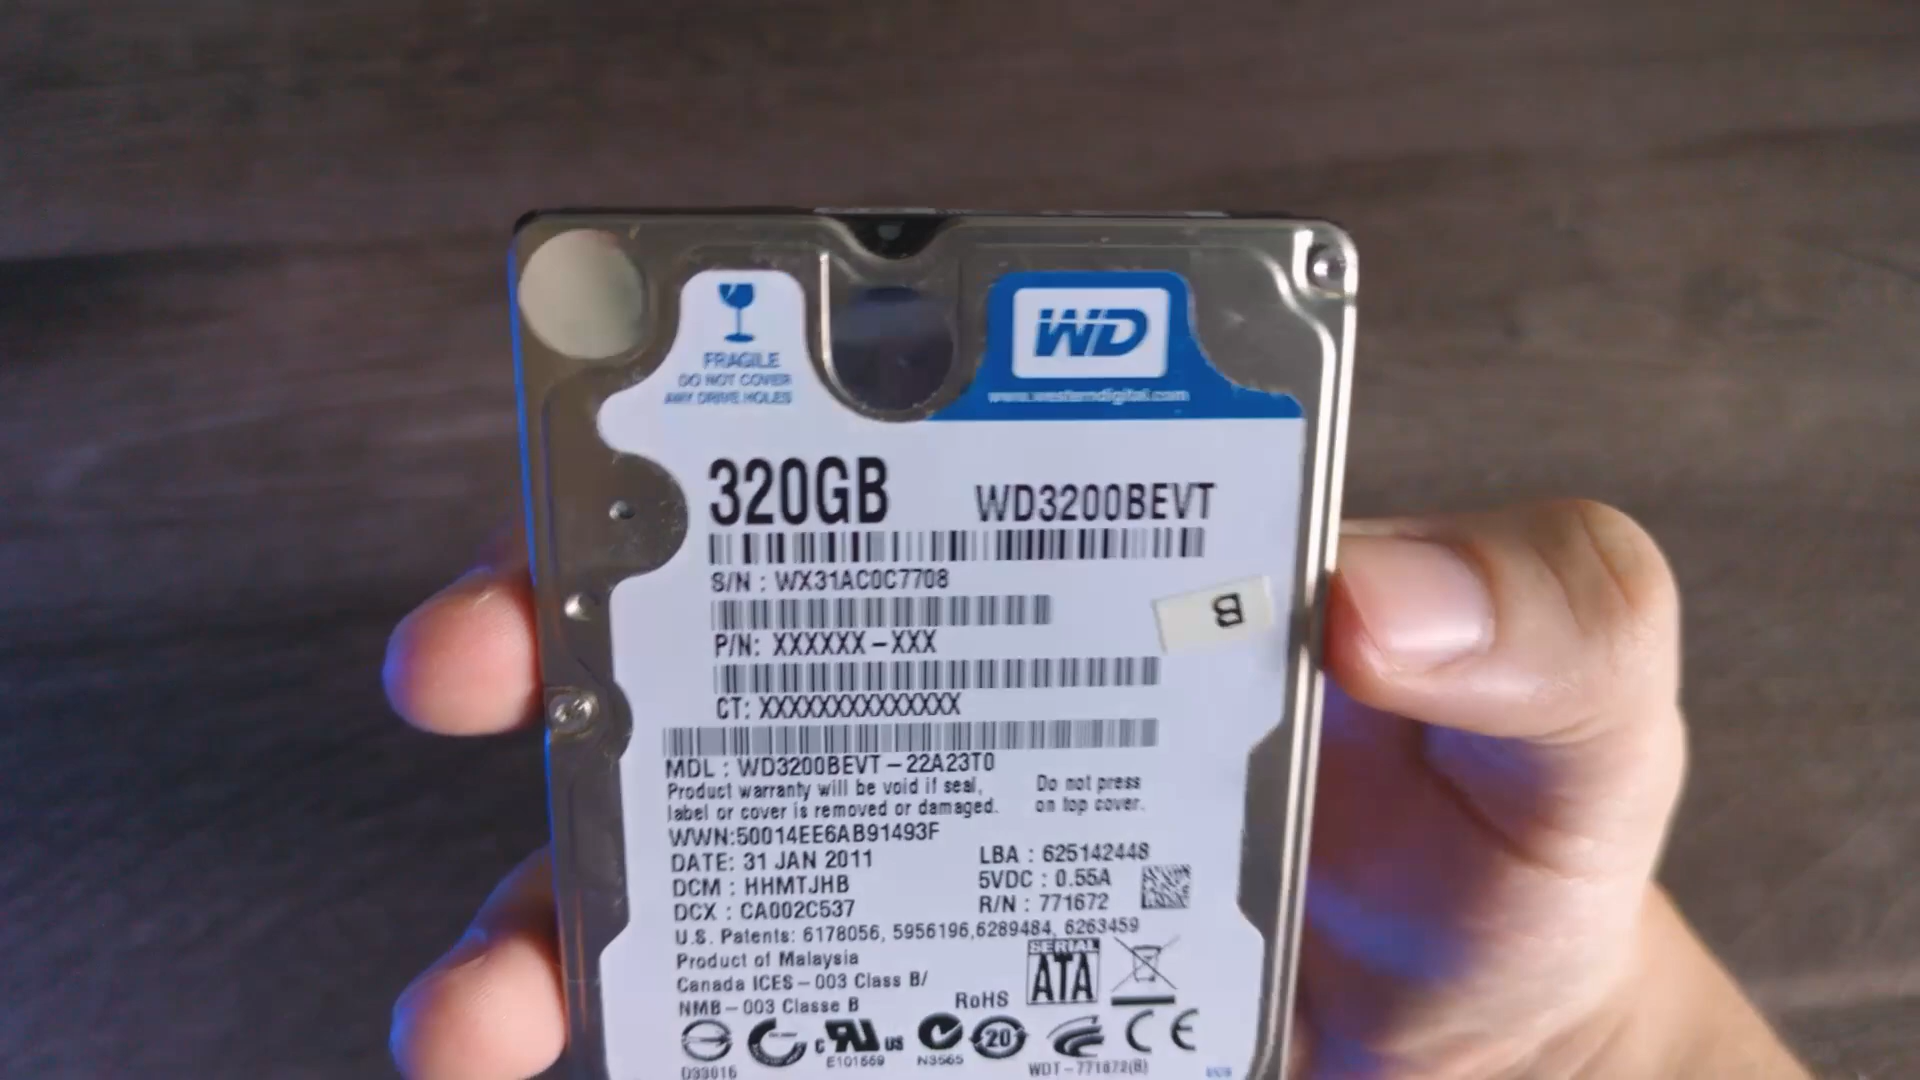 FRAGILE
DO NOT COVER
ANY DRIVE HOLES
WD
www.westerndigital.com
320GB
WD3200BEVT
S/N : WX31AC0C7708
B
P/N: XXXXXX-XXX
CT: XXXXXXXXXXXXXX
MDL : WD3200BEVT-22A23T0
Product warranty will be void if seal,
label or cover is removed or damaged.
Do not press
on top cover.
WWN:50014EE6AB91493F
DATE: 31 JAN 2011
LBA : 625142448
DCM : HHMTJHB
5VDC : 0.55A
DCX : CA002C537
R/N : 771672
U.S. Patents: 6178056, 5956196,6289484, 6263459
Product of Malaysia
SERIAL
ATA
Canada ICES-003 Class B/
NMB-003 Classe B
RoHS
c US
20
CE
E101559
N3565
D33016
WDT-771672(B)